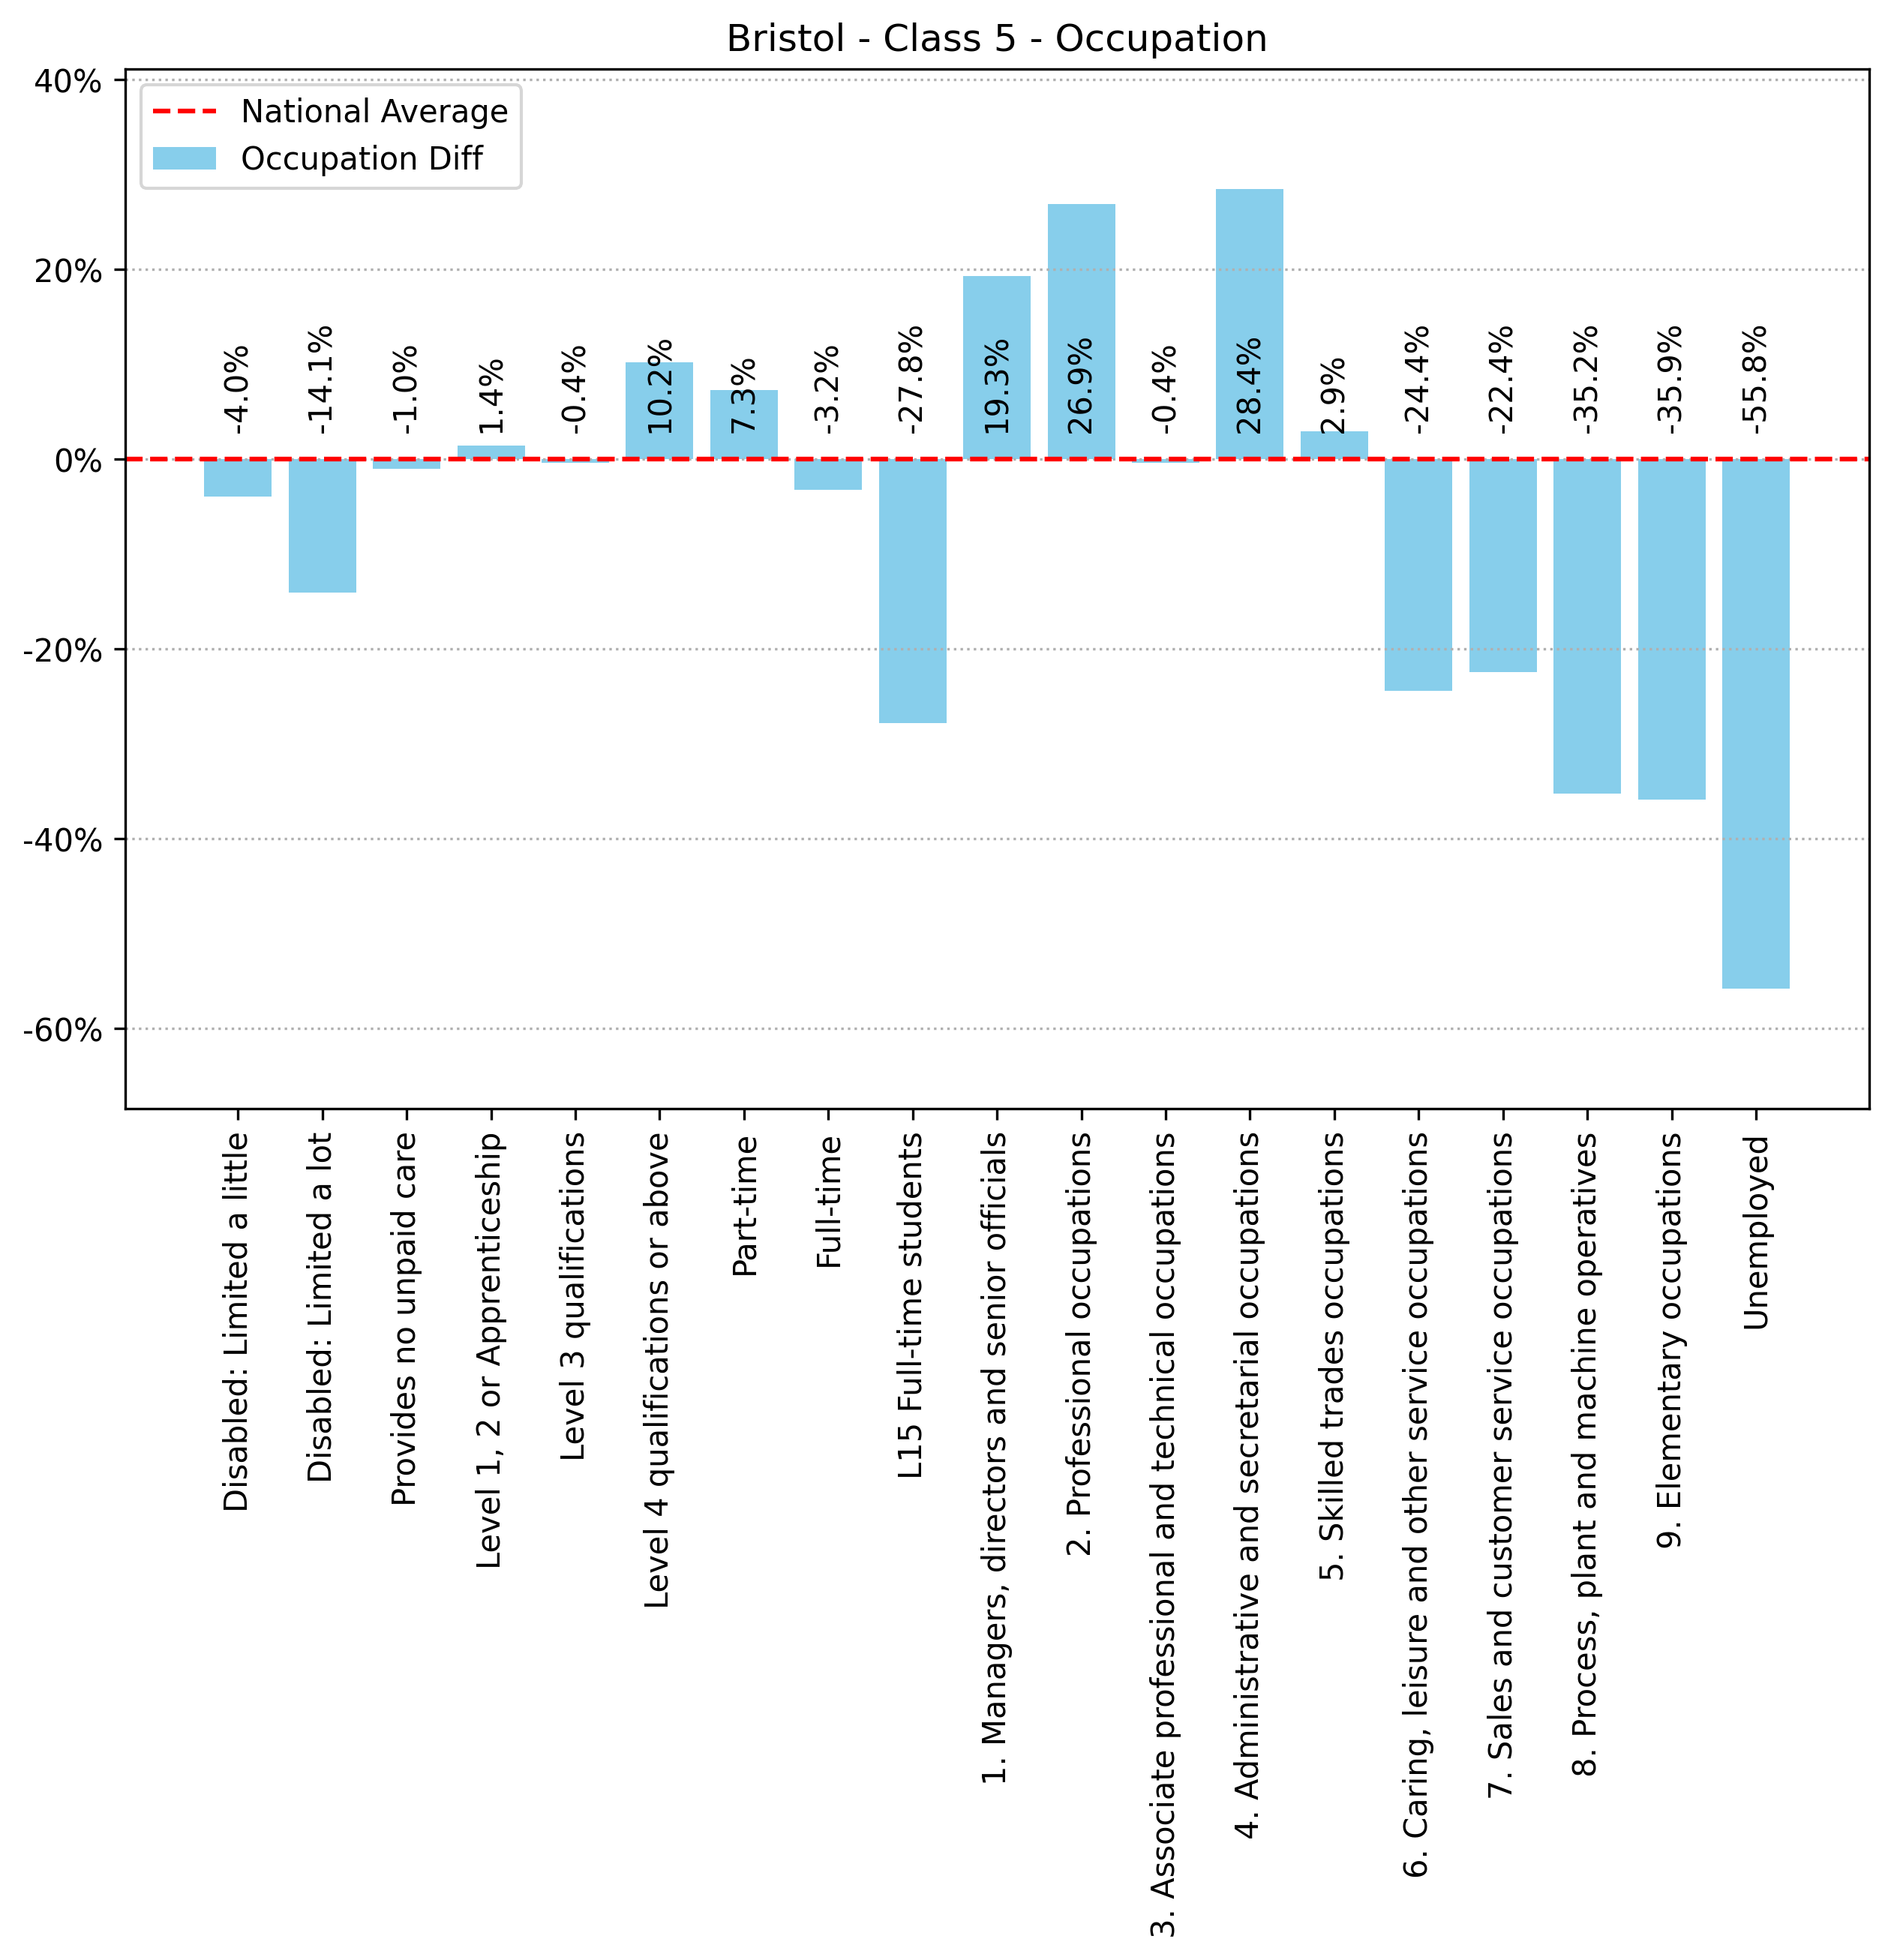 Bristol - Class 5 - Occupation
40%
20%
0%
-20%
-40%
-60%
National Average
Occupation Diff
-4.0%
-14.1%
-1.0%
1.4%
-0.4%
10.2%
7.3%
-3.2%
-27.8%
19.3%
26.9%
-0.4%
28.4%
2.9%
-24.4%
-22.4%
-35.2%
-35.9%
-55.8%
Disabled: Limited a little
Disabled: Limited a lot
Provides no unpaid care
Level 1, 2 or Apprenticeship
Level 3 qualifications
Level 4 qualifications or above
Part-time
Full-time
L15 Full-time students
1. Managers, directors and senior officials
2. Professional occupations
3. Associate professional and technical occupations
4. Administrative and secretarial occupations
5. Skilled trades occupations
6. Caring, leisure and other service occupations
7. Sales and customer service occupations
8. Process, plant and machine operatives
9. Elementary occupations
Unemployed